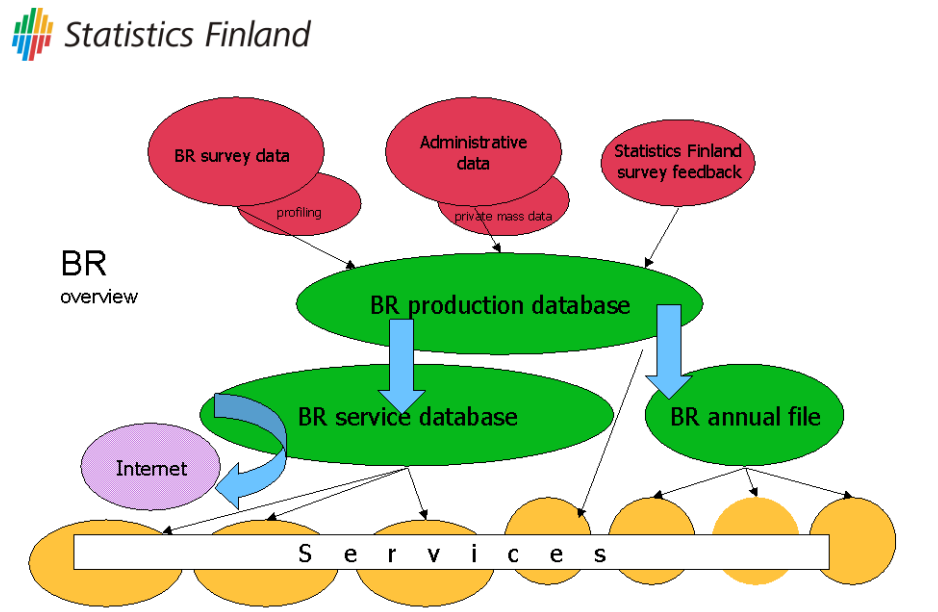 Statistics Finland
BR survey data
profiling
Administrative
data
private mass data
Statistics Finland
survey feedback
BR
overview
BR production database
BR service database
BR annual file
Internet
S e r v i c e s